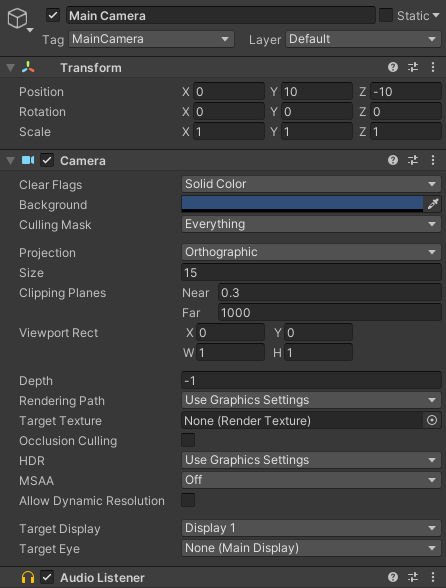 Main Camera Static
Tag MainCamera Layer Default
Transform
Position X 0 Y 10 Z -10
Rotation X 0 Y 0 Z 0
Scale X 1 Y 1 Z 1
Camera
Clear Flags Solid Color
Background
Culling Mask Everything
Projection Orthographic
Size 15
Clipping Planes Near 0.3
Far 1000
Viewport Rect X 0 Y 0
W 1 H 1
Depth -1
Rendering Path Use Graphics Settings
Target Texture None (Render Texture)
Occlusion Culling
HDR Use Graphics Settings
MSAA Off
Allow Dynamic Resolution
Target Display Display 1
Target Eye None (Main Display)
Audio Listener